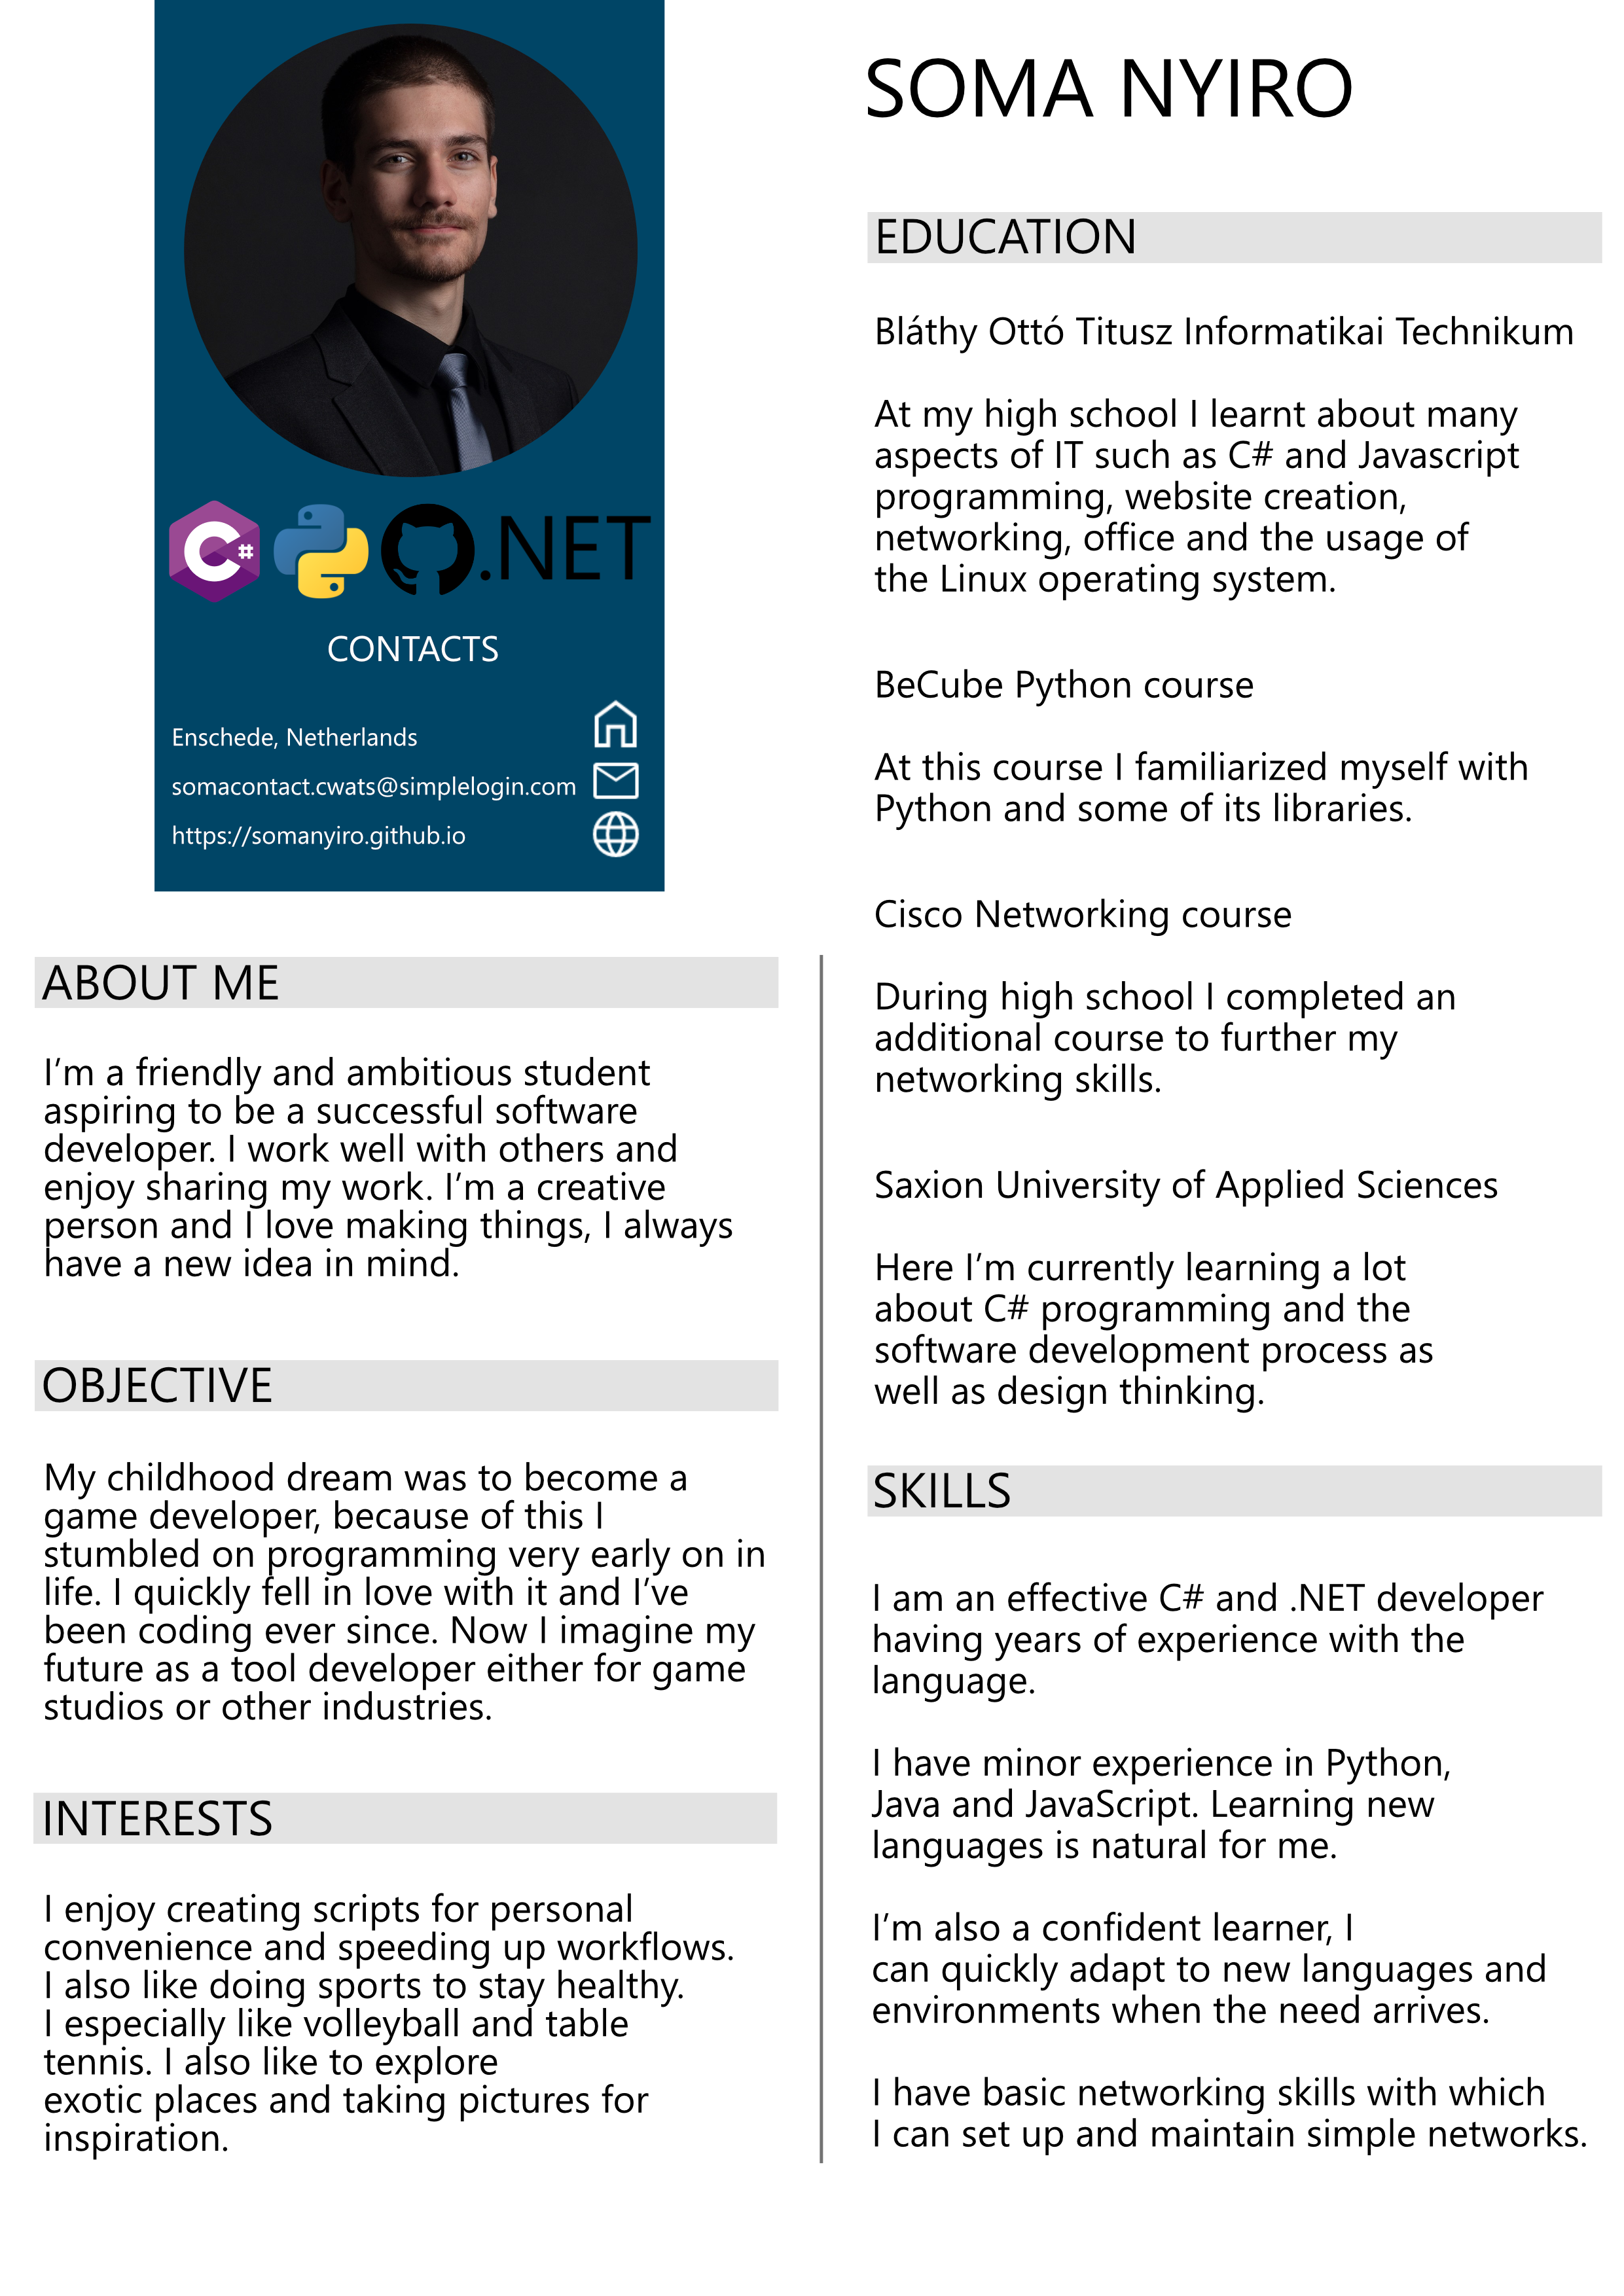 SOMA NYIRO
.NET
CONTACTS
Enschede, Netherlands
somacontact.cwats@simplelogin.com
https://somanyiro.github.io
ABOUT ME
I’m a friendly and ambitious student
aspiring to be a successful software
developer. I work well with others and
enjoy sharing my work. I’m a creative
person and I love making things, I always
have a new idea in mind.
OBJECTIVE
My childhood dream was to become a
game developer, because of this I
stumbled on programming very early on in
life. I quickly fell in love with it and I’ve
been coding ever since. Now I imagine my
future as a tool developer either for game
studios or other industries.
INTERESTS
I enjoy creating scripts for personal
convenience and speeding up workflows.
I also like doing sports to stay healthy.
I especially like volleyball and table
tennis. I also like to explore
exotic places and taking pictures for
inspiration.
EDUCATION
Bláthy Ottó Titusz Informatikai Technikum
At my high school I learnt about many
aspects of IT such as C# and Javascript
programming, website creation,
networking, office and the usage of
the Linux operating system.
BeCube Python course
At this course I familiarized myself with
Python and some of its libraries.
Cisco Networking course
During high school I completed an
additional course to further my
networking skills.
Saxion University of Applied Sciences
Here I’m currently learning a lot
about C# programming and the
software development process as
well as design thinking.
SKILLS
I am an effective C# and .NET developer
having years of experience with the
language.
I have minor experience in Python,
Java and JavaScript. Learning new
languages is natural for me.
I’m also a confident learner, I
can quickly adapt to new languages and
environments when the need arrives.
I have basic networking skills with which
I can set up and maintain simple networks.